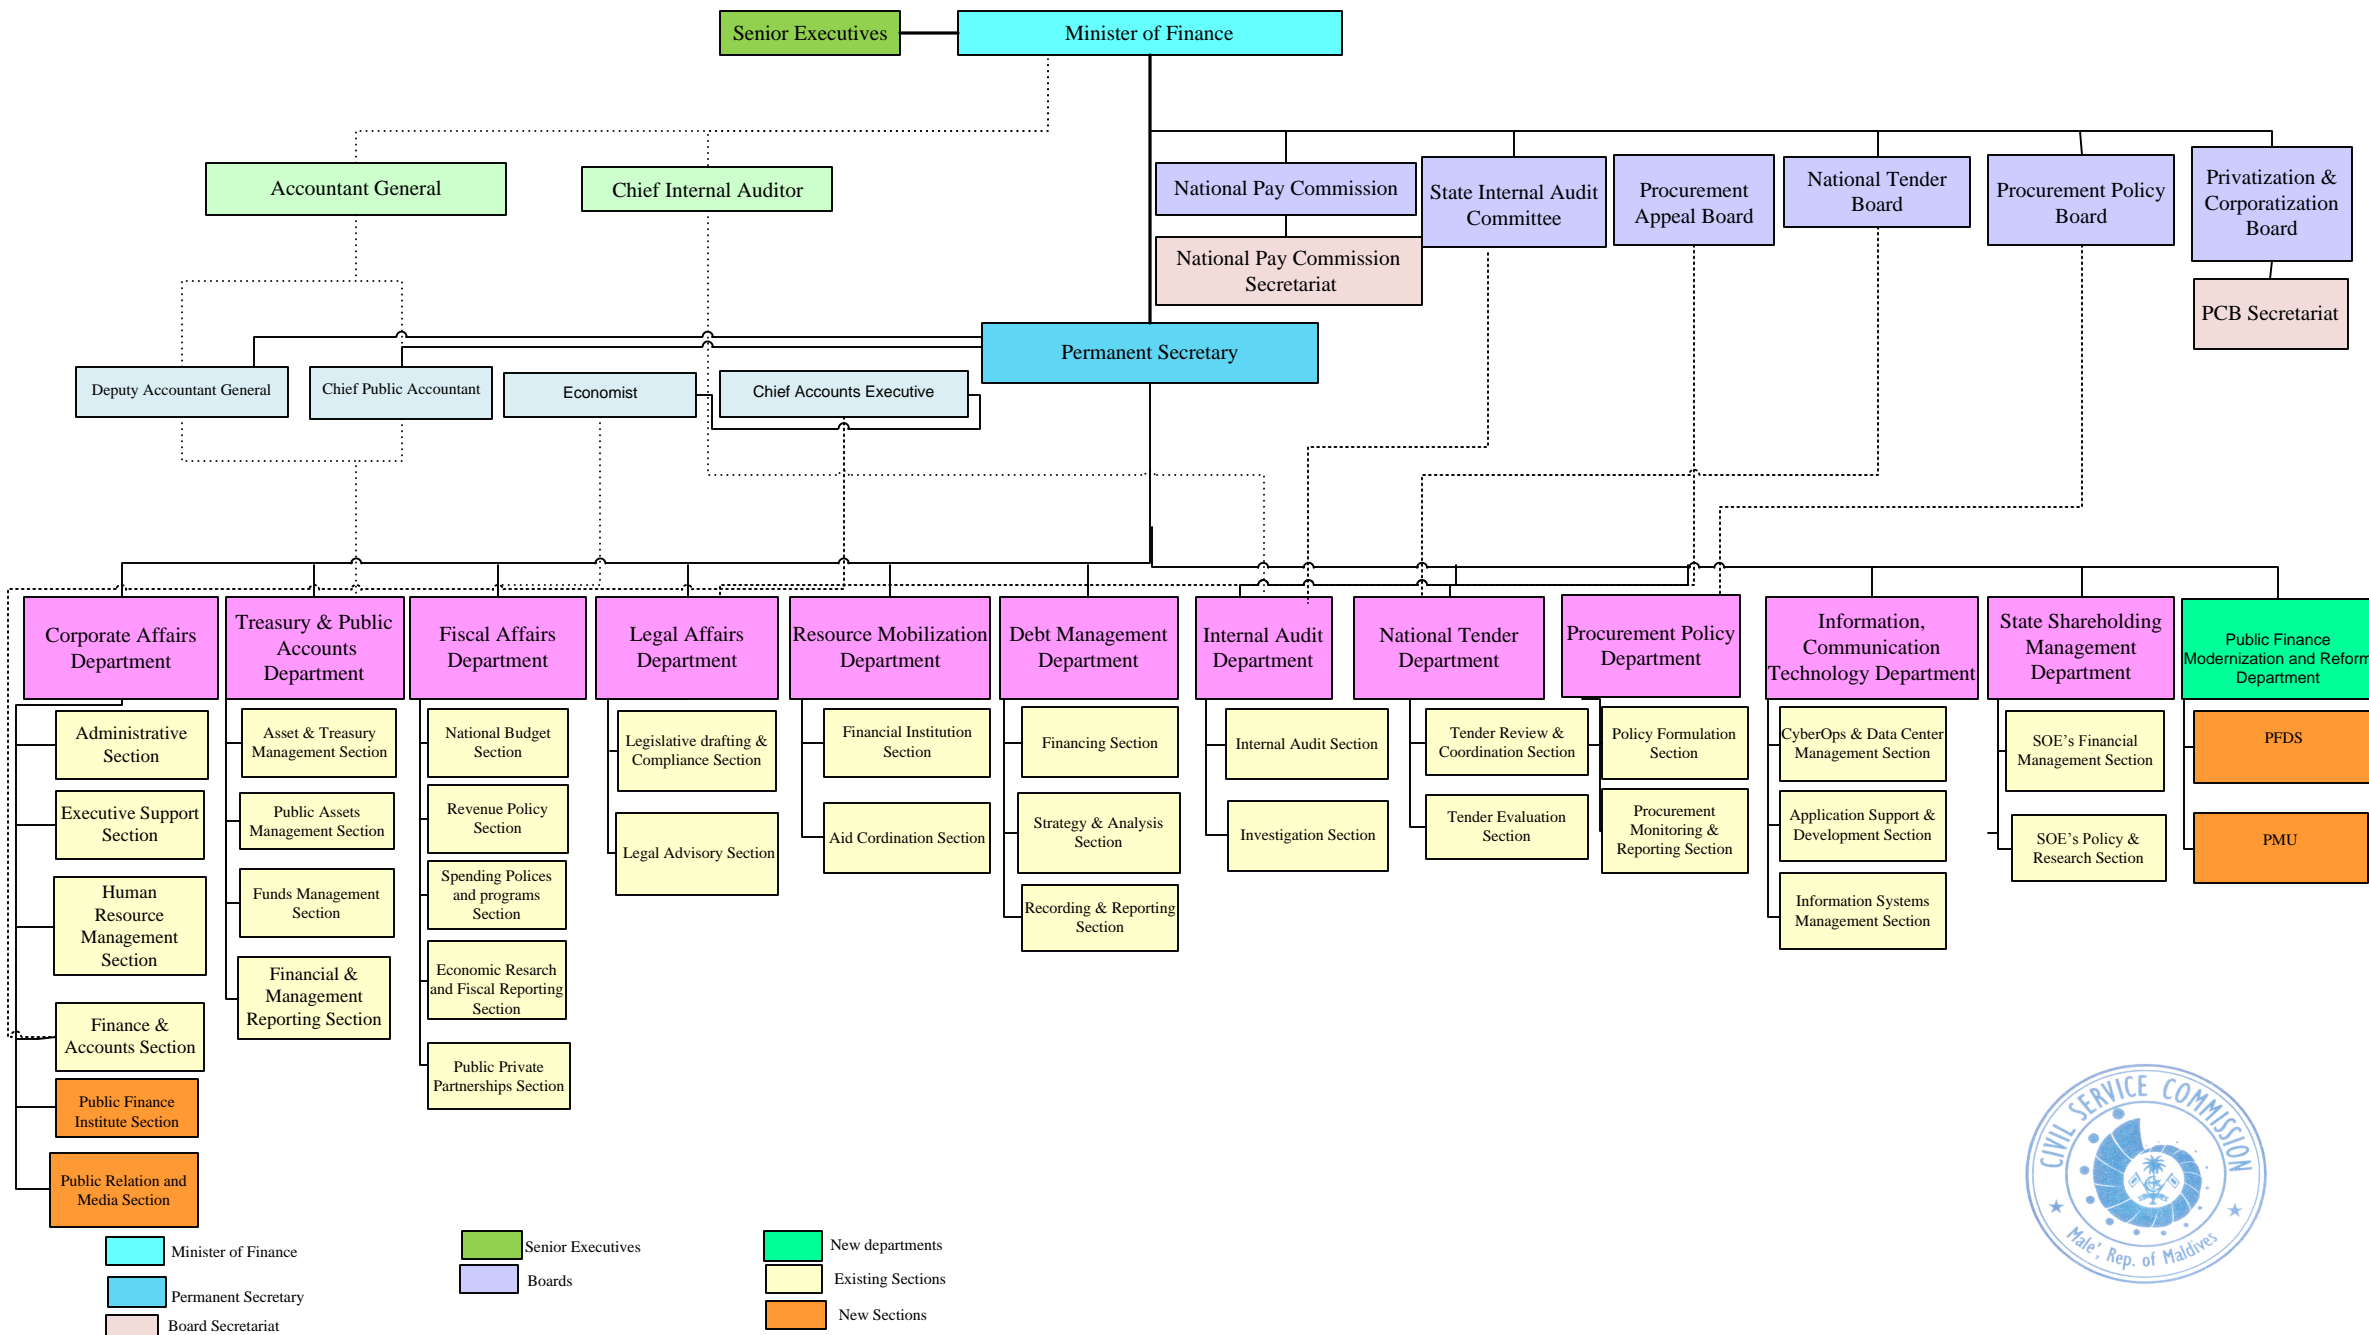 Senior Executives
Minister of Finance
Accountant General
Chief Internal Auditor
National Pay Commission
State Internal Audit
Committee
Procurement
Appeal Board
National Tender
Board
Procurement Policy
Board
Privatization &
Corporatization
Board
National Pay Commission
Secretariat
PCB Secretariat
Permanent Secretary
Deputy Accountant General
Chief Public Accountant
Economist
Chief Accounts Executive
Corporate Affairs
Department
Treasury & Public
Accounts
Department
Fiscal Affairs
Department
Legal Affairs
Department
Resource Mobilization
Department
Debt Management
Department
Internal Audit
Department
National Tender
Department
Procurement Policy
Department
Information,
Communication
Technology Department
State Shareholding
Management
Department
Public Finance
Modernization and Reform
Department
Administrative
Section
Executive Support
Section
Human
Resource
Management
Section
Finance &
Accounts Section
Public Finance
Institute Section
Public Relation and
Media Section
Asset & Treasury
Management Section
Public Assets
Management Section
Funds Management
Section
Financial &
Management
Reporting Section
National Budget
Section
Revenue Policy
Section
Spending Polices
and programs
Section
Economic Resarch
and Fiscal Reporting
Section
Public Private
Partnerships Section
Legislative drafting &
Compliance Section
Legal Advisory Section
Financial Institution
Section
Aid Cordination Section
Financing Section
Strategy & Analysis
Section
Recording & Reporting
Section
Internal Audit Section
Investigation Section
Tender Review &
Coordination Section
Tender Evaluation
Section
Policy Formulation
Section
Procurement
Monitoring &
Reporting Section
CyberOps & Data Center
Management Section
Application Support &
Development Section
Information Systems
Management Section
SOE's Financial
Management Section
SOE's Policy &
Research Section
PFDS
PMU
CIVIL SERVICE COMMISSION
Male', Rep. of Maldives
Minister of Finance
Permanent Secretary
Board Secretariat
Senior Executives
Boards
New departments
Existing Sections
New Sections